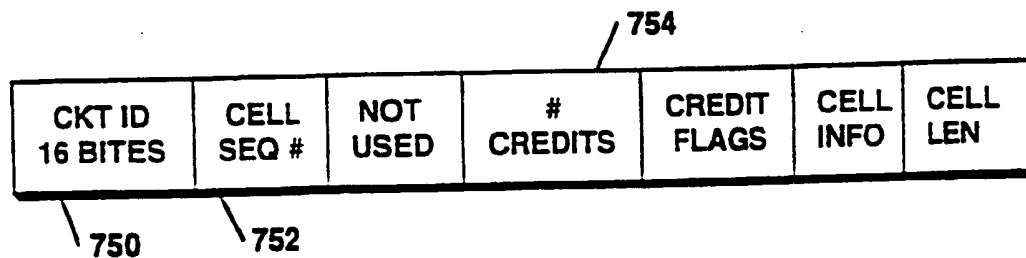 754
CKT ID
16 BITES
CELL
SEQ #
NOT
USED
#
CREDITS
CREDIT
FLAGS
CELL
INFO
CELL
LEN
750
752